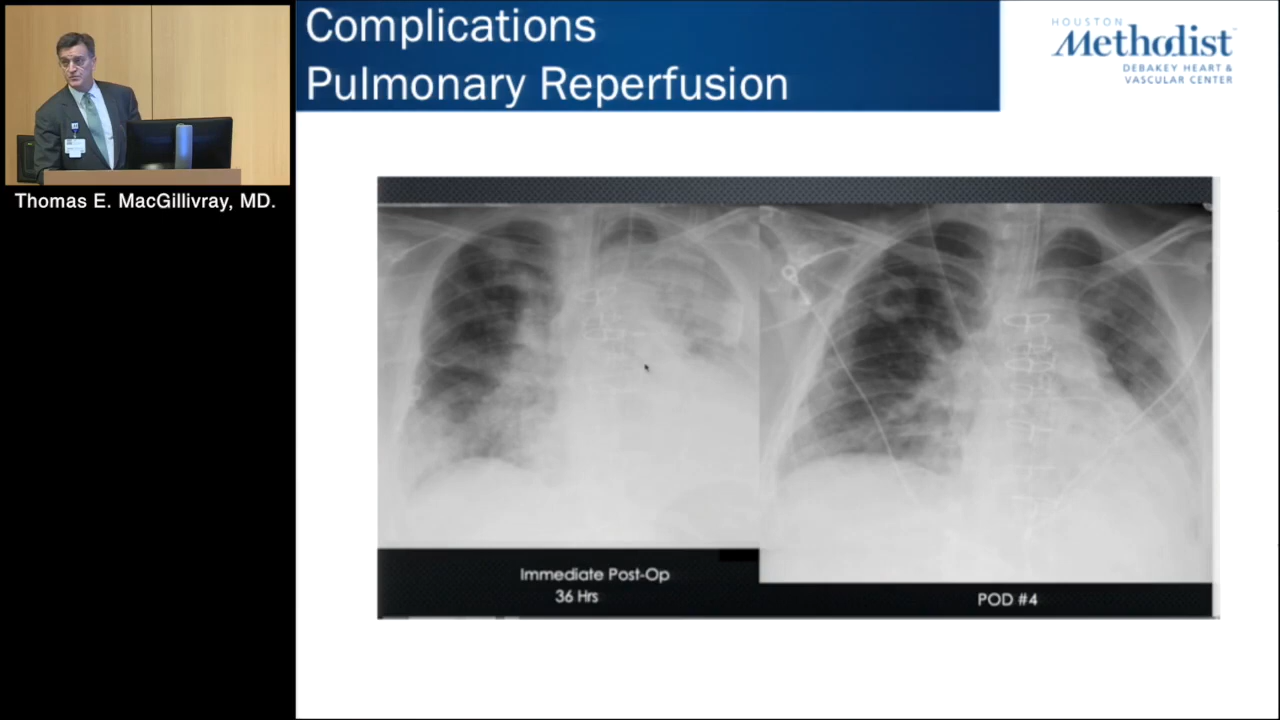 Complications
Pulmonary Reperfusion
HOUSTON
Methodist
DEBAKEY HEART &
VASCULAR CENTER
Thomas E. MacGillivray, MD.
Immediate Post-Op
36 Hrs
POD #4